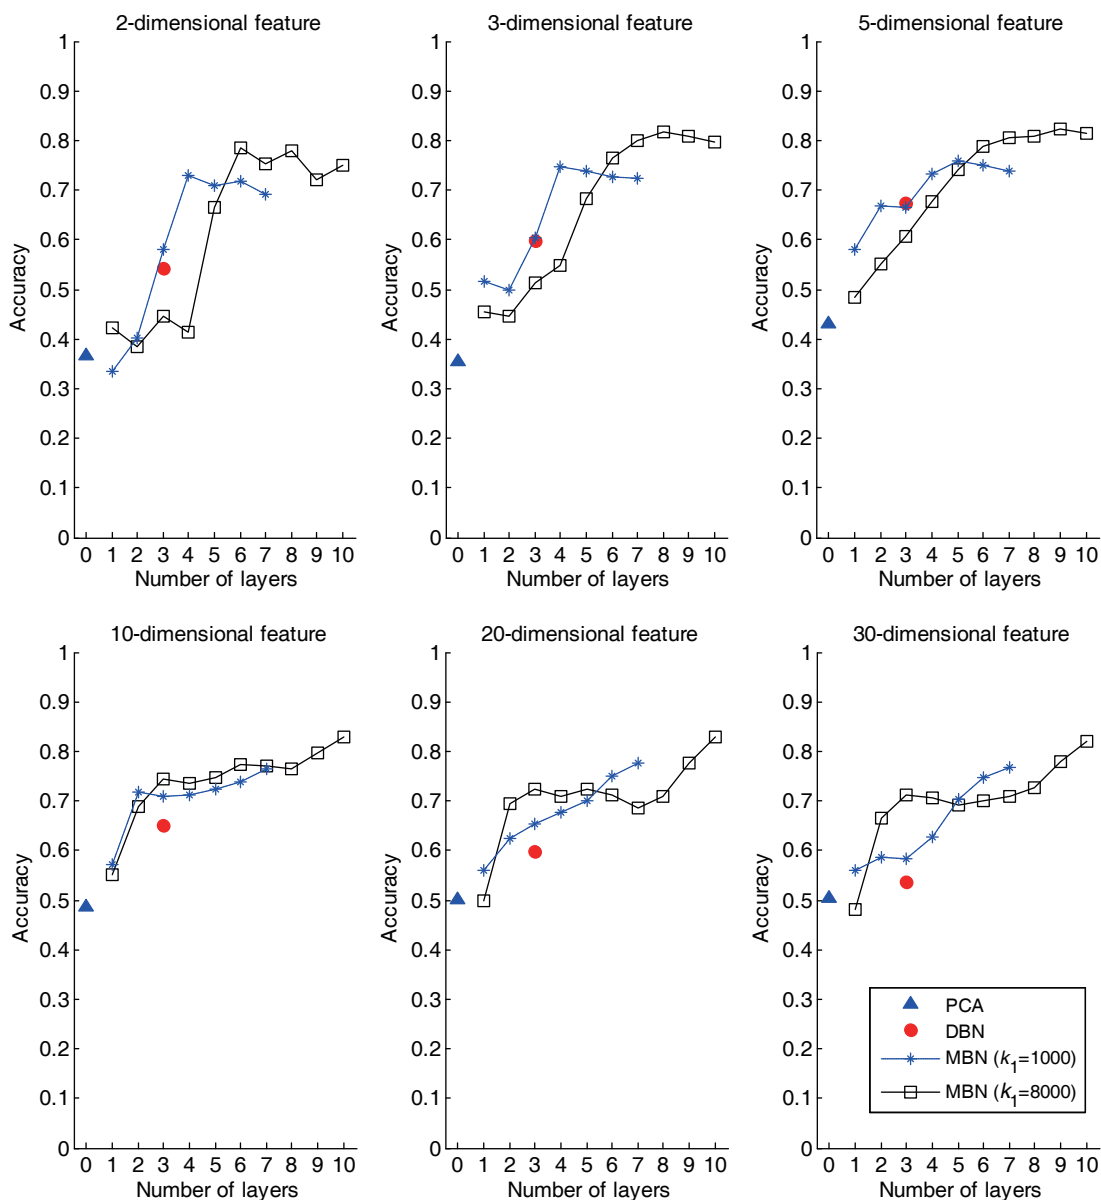 2-dimensional feature
1
0.9
0.8
0.7
0.6
0.5
0.4
0.3
0.2
0.1
0
Accuracy
0 1 2 3 4 5 6 7 8 9 10
Number of layers
3-dimensional feature
1
0.9
0.8
0.7
0.6
0.5
0.4
0.3
0.2
0.1
0
Accuracy
0 1 2 3 4 5 6 7 8 9 10
Number of layers
5-dimensional feature
1
0.9
0.8
0.7
0.6
0.5
0.4
0.3
0.2
0.1
0
Accuracy
0 1 2 3 4 5 6 7 8 9 10
Number of layers
10-dimensional feature
1
0.9
0.8
0.7
0.6
0.5
0.4
0.3
0.2
0.1
0
Accuracy
0 1 2 3 4 5 6 7 8 9 10
Number of layers
20-dimensional feature
1
0.9
0.8
0.7
0.6
0.5
0.4
0.3
0.2
0.1
0
Accuracy
0 1 2 3 4 5 6 7 8 9 10
Number of layers
30-dimensional feature
1
0.9
0.8
0.7
0.6
0.5
0.4
0.3
0.2
0.1
0
Accuracy
0 1 2 3 4 5 6 7 8 9 10
Number of layers
PCA
DBN
MBN (k₁=1000)
MBN (k₁=8000)